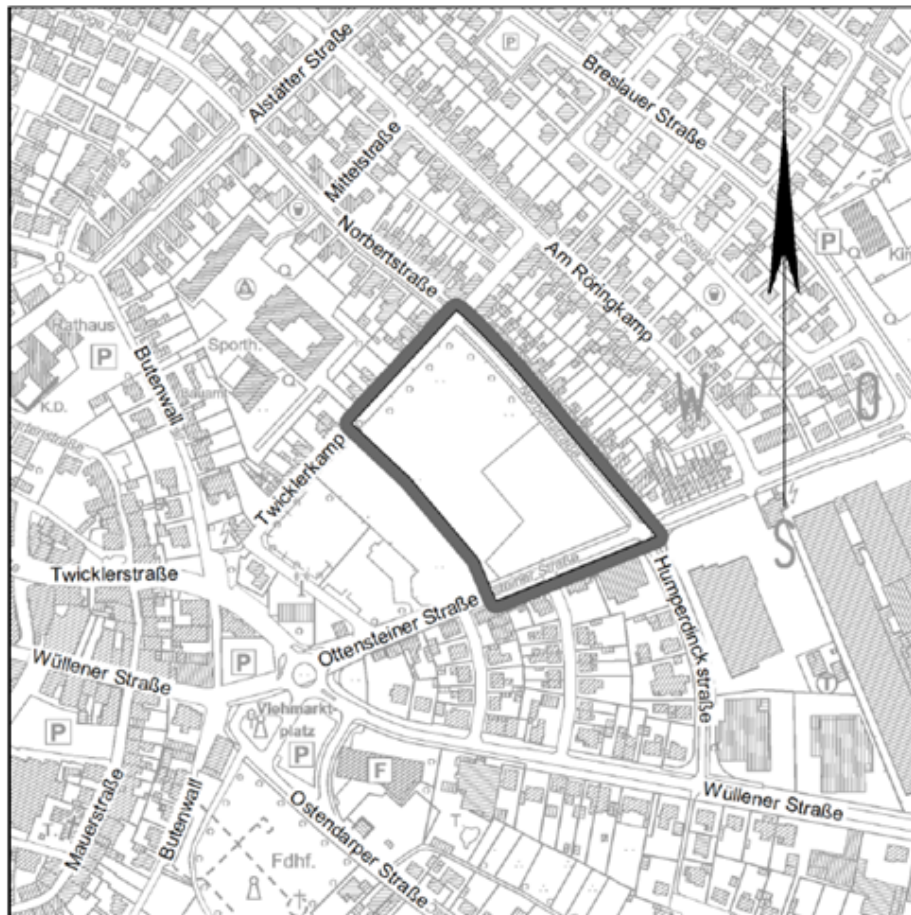 P
Breslauer Straße
Alstätter Straße
Mittelstraße
Norbertstraße
Am Röringkamp
P
Rathaus
P
Sporth.
Butenwall
Bauamt
K.D.
W
O
S
Twicklerkamp
Twicklerstraße
Ottensteiner Straße
Humperdinckstraße
P
Wüllener Straße
Viehmarkt-
platz
P
P
F
T
Wüllener Straße
Mauerstraße
Butenwall
Ostendarper Straße
T
Fdhf.